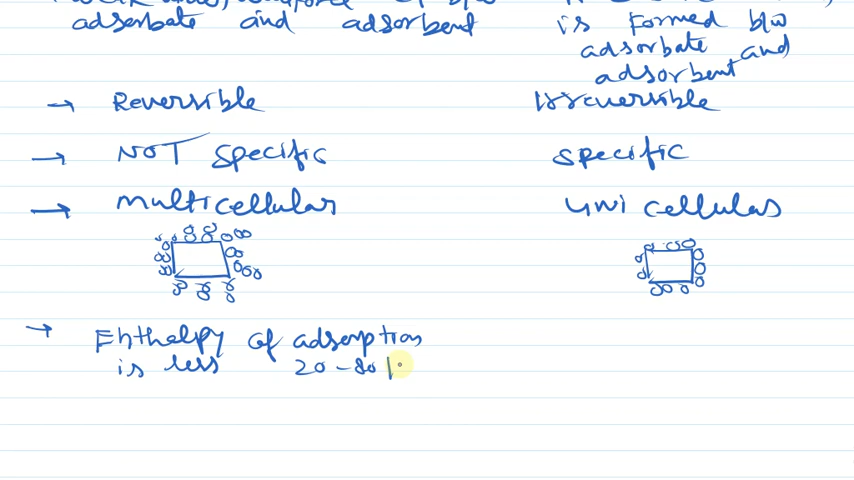 adsorbate and adsorbent
is formed b/w
adsorbate and
adsorbent
→ Reversible
Irreversible
→ NOT specific
specific
→ Multicellular
Uni cellular
→ Enthalpy of adsorption
is less 20-80